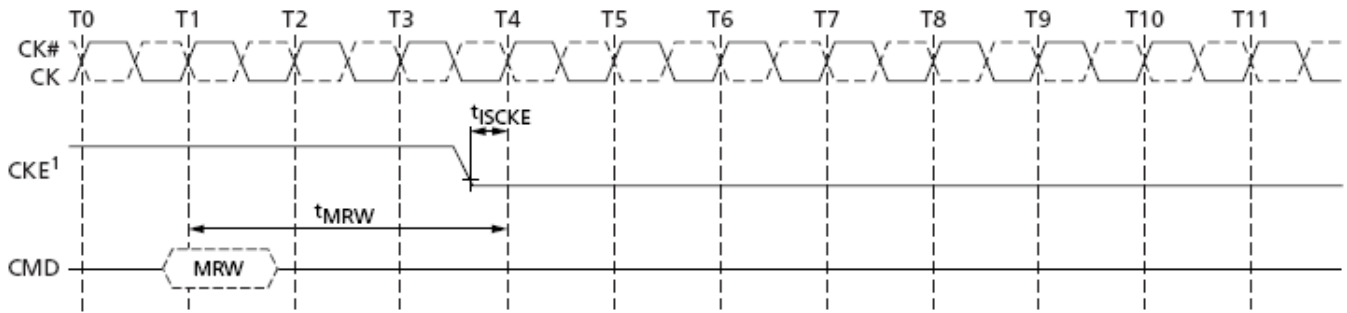 T0 T1 T2 T3 T4 T5 T6 T7 T8 T9 T10 T11
CK#
CK
tISCKE
CKE1
tMRW
CMD MRW